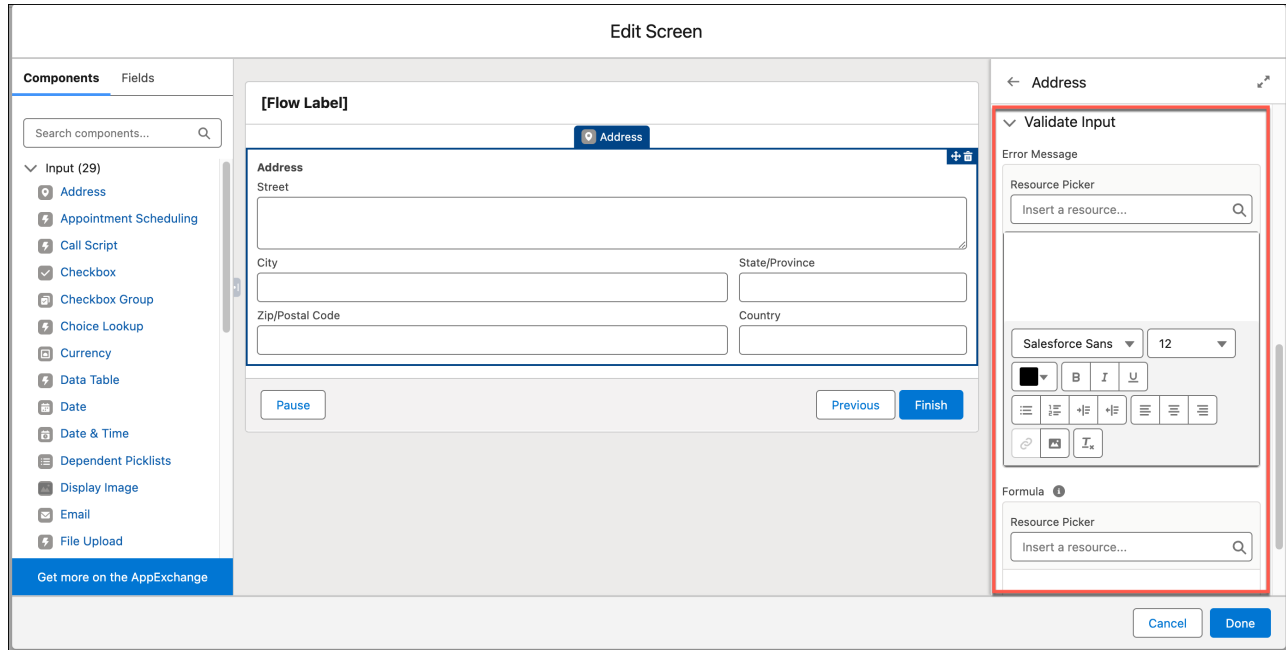 Edit Screen
Components Fields
Search components...
Input (29)
Address
Appointment Scheduling
Call Script
Checkbox
Checkbox Group
Choice Lookup
Currency
Data Table
Date
Date & Time
Dependent Picklists
Display Image
Email
File Upload
Get more on the AppExchange
[Flow Label]
Address
Address
Street
City State/Province
Zip/Postal Code Country
Pause Previous Finish
Address
Validate Input
Error Message
Resource Picker
Insert a resource...
Salesforce Sans 12
B I U
Formula
Resource Picker
Insert a resource...
Cancel Done